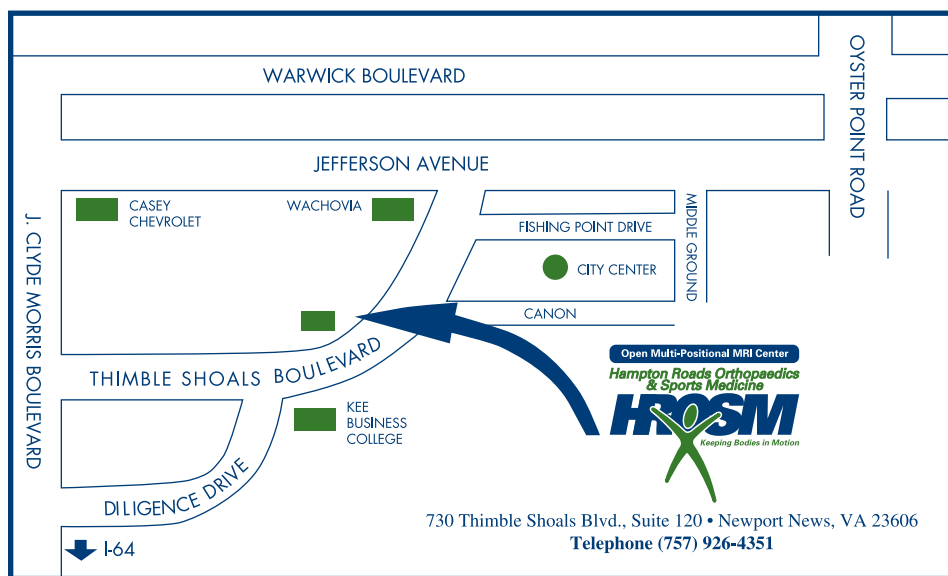 WARWICK BOULEVARD
OYSTER POINT ROAD
JEFFERSON AVENUE
J. CLYDE MORRIS BOULEVARD
CASEY
CHEVROLET
WACHOVIA
MIDDLE GROUND
FISHING POINT DRIVE
CITY CENTER
CANON
THIMBLE SHOALS BOULEVARD
KEE
BUSINESS
COLLEGE
DILIGENCE DRIVE
I-64
Open Multi-Positional MRI Center
Hampton Roads Orthopaedics
& Sports Medicine
HROSM
Keeping Bodies in Motion
730 Thimble Shoals Blvd., Suite 120 • Newport News, VA 23606
Telephone (757) 926-4351